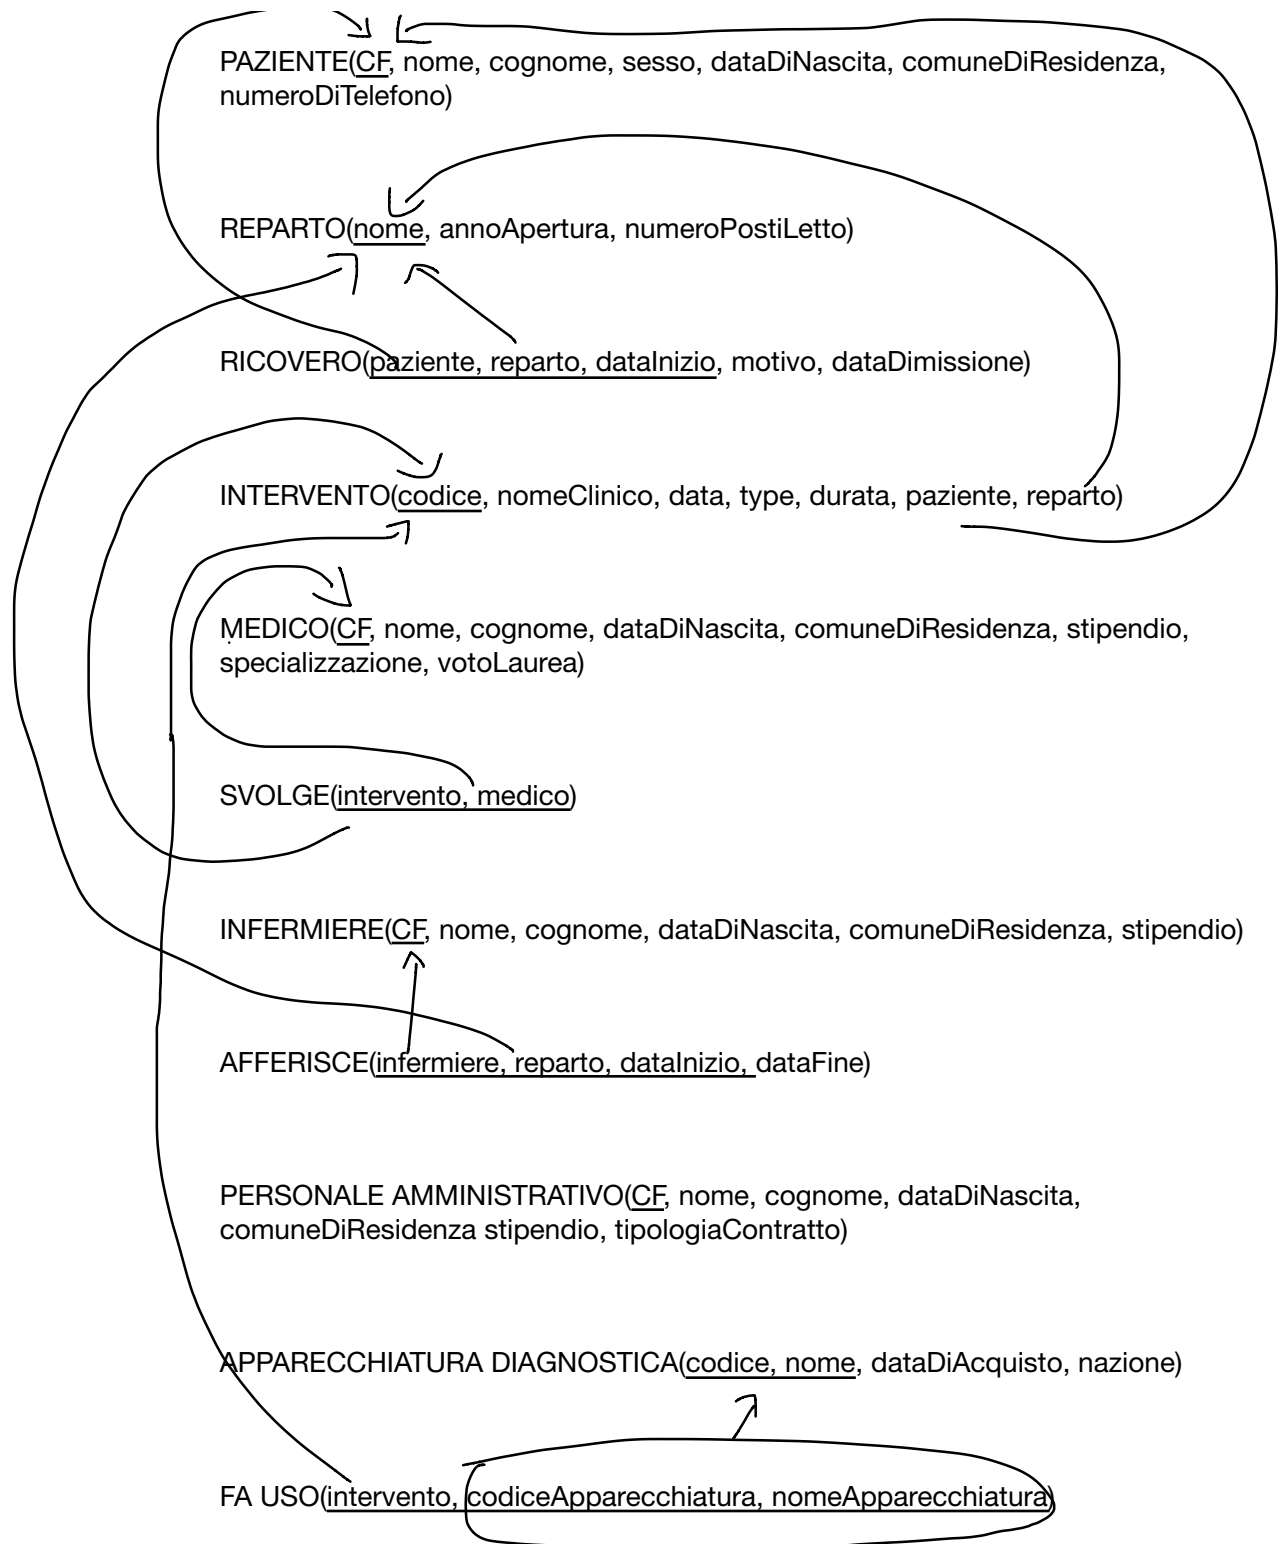 PAZIENTE(CF, nome, cognome, sesso, dataDiNascita, comuneDiResidenza,
numeroDiTelefono)
REPARTO(nome, annoApertura, numeroPostiLetto)
RICOVERO(paziente, reparto, dataInizio, motivo, dataDimissione)
INTERVENTO(codice, nomeClinico, data, type, durata, paziente, reparto)
MEDICO(CF, nome, cognome, dataDiNascita, comuneDiResidenza, stipendio,
specializzazione, votoLaurea)
SVOLGE(intervento, medico)
INFERMIERE(CF, nome, cognome, dataDiNascita, comuneDiResidenza, stipendio)
AFFERISCE(infermiere, reparto, dataInizio, dataFine)
PERSONALE AMMINISTRATIVO(CF, nome, cognome, dataDiNascita,
comuneDiResidenza stipendio, tipologiaContratto)
APPARECCHIATURA DIAGNOSTICA(codice, nome, dataDiAcquisto, nazione)
FA USO(intervento, codiceApparecchiatura, nomeApparecchiatura)